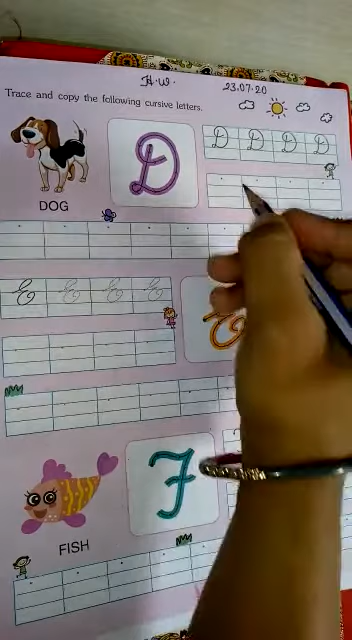 H.W. 23.07.20
Trace and copy the following cursive letters.
D
D D D D
DOG
E E E E
E
F
FISH